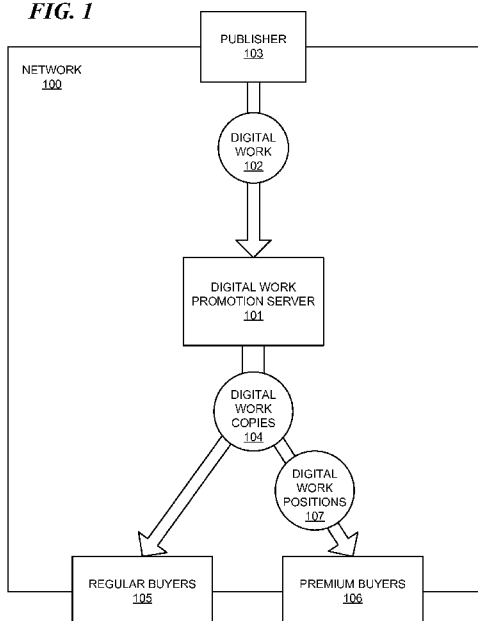 FIG. 1
PUBLISHER
103
NETWORK
100
DIGITAL
WORK
102
DIGITAL WORK
PROMOTION SERVER
101
DIGITAL
WORK
COPIES
104
DIGITAL
WORK
POSITIONS
107
REGULAR BUYERS
105
PREMIUM BUYERS
106